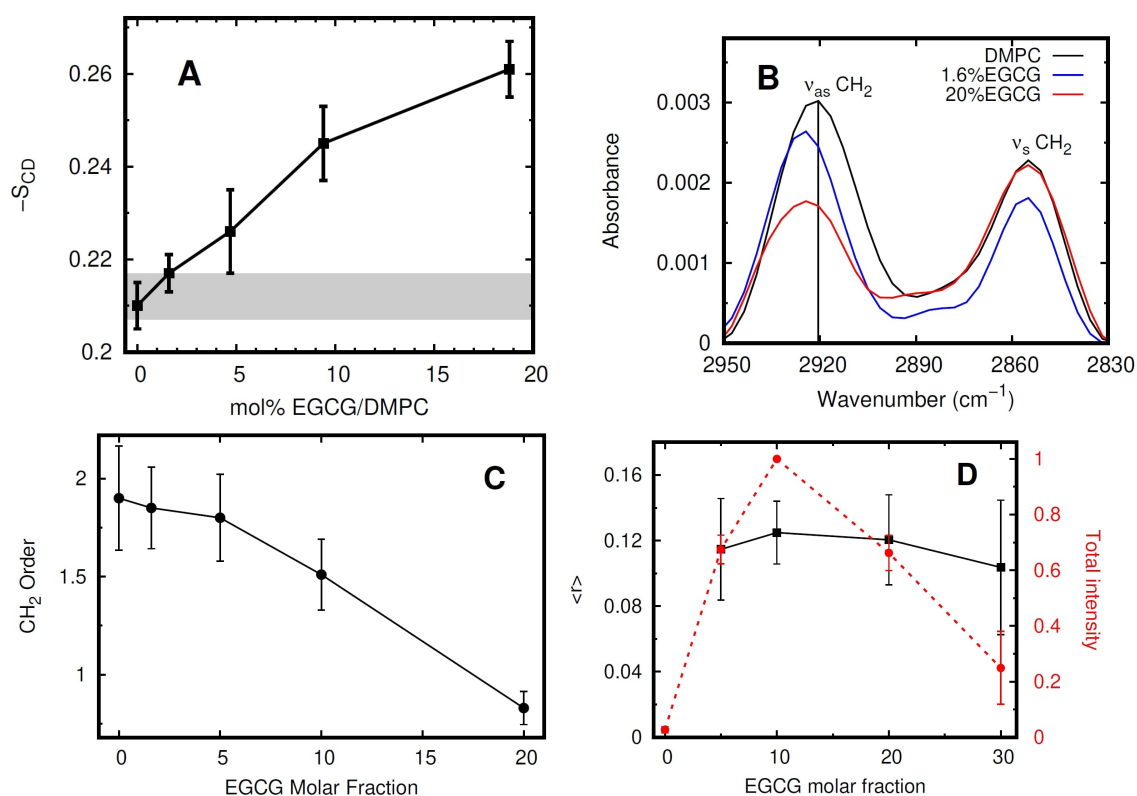 A
0.26
0.24
0.22
0.2
−S_CD
0 5 10 15 20
mol% EGCG/DMPC
B
DMPC
1.6%EGCG
20%EGCG
ν_as CH₂
ν_s CH₂
0.003
0.002
0.001
0
Absorbance
2950 2920 2890 2860 2830
Wavenumber (cm⁻¹)
C
2
1.5
1
CH₂ Order
0 5 10 15 20
EGCG Molar Fraction
D
0.16
0.12
0.08
0.04
0
<r>
1
0.8
0.6
0.4
0.2
0
Total intensity
0 10 20 30
EGCG molar fraction